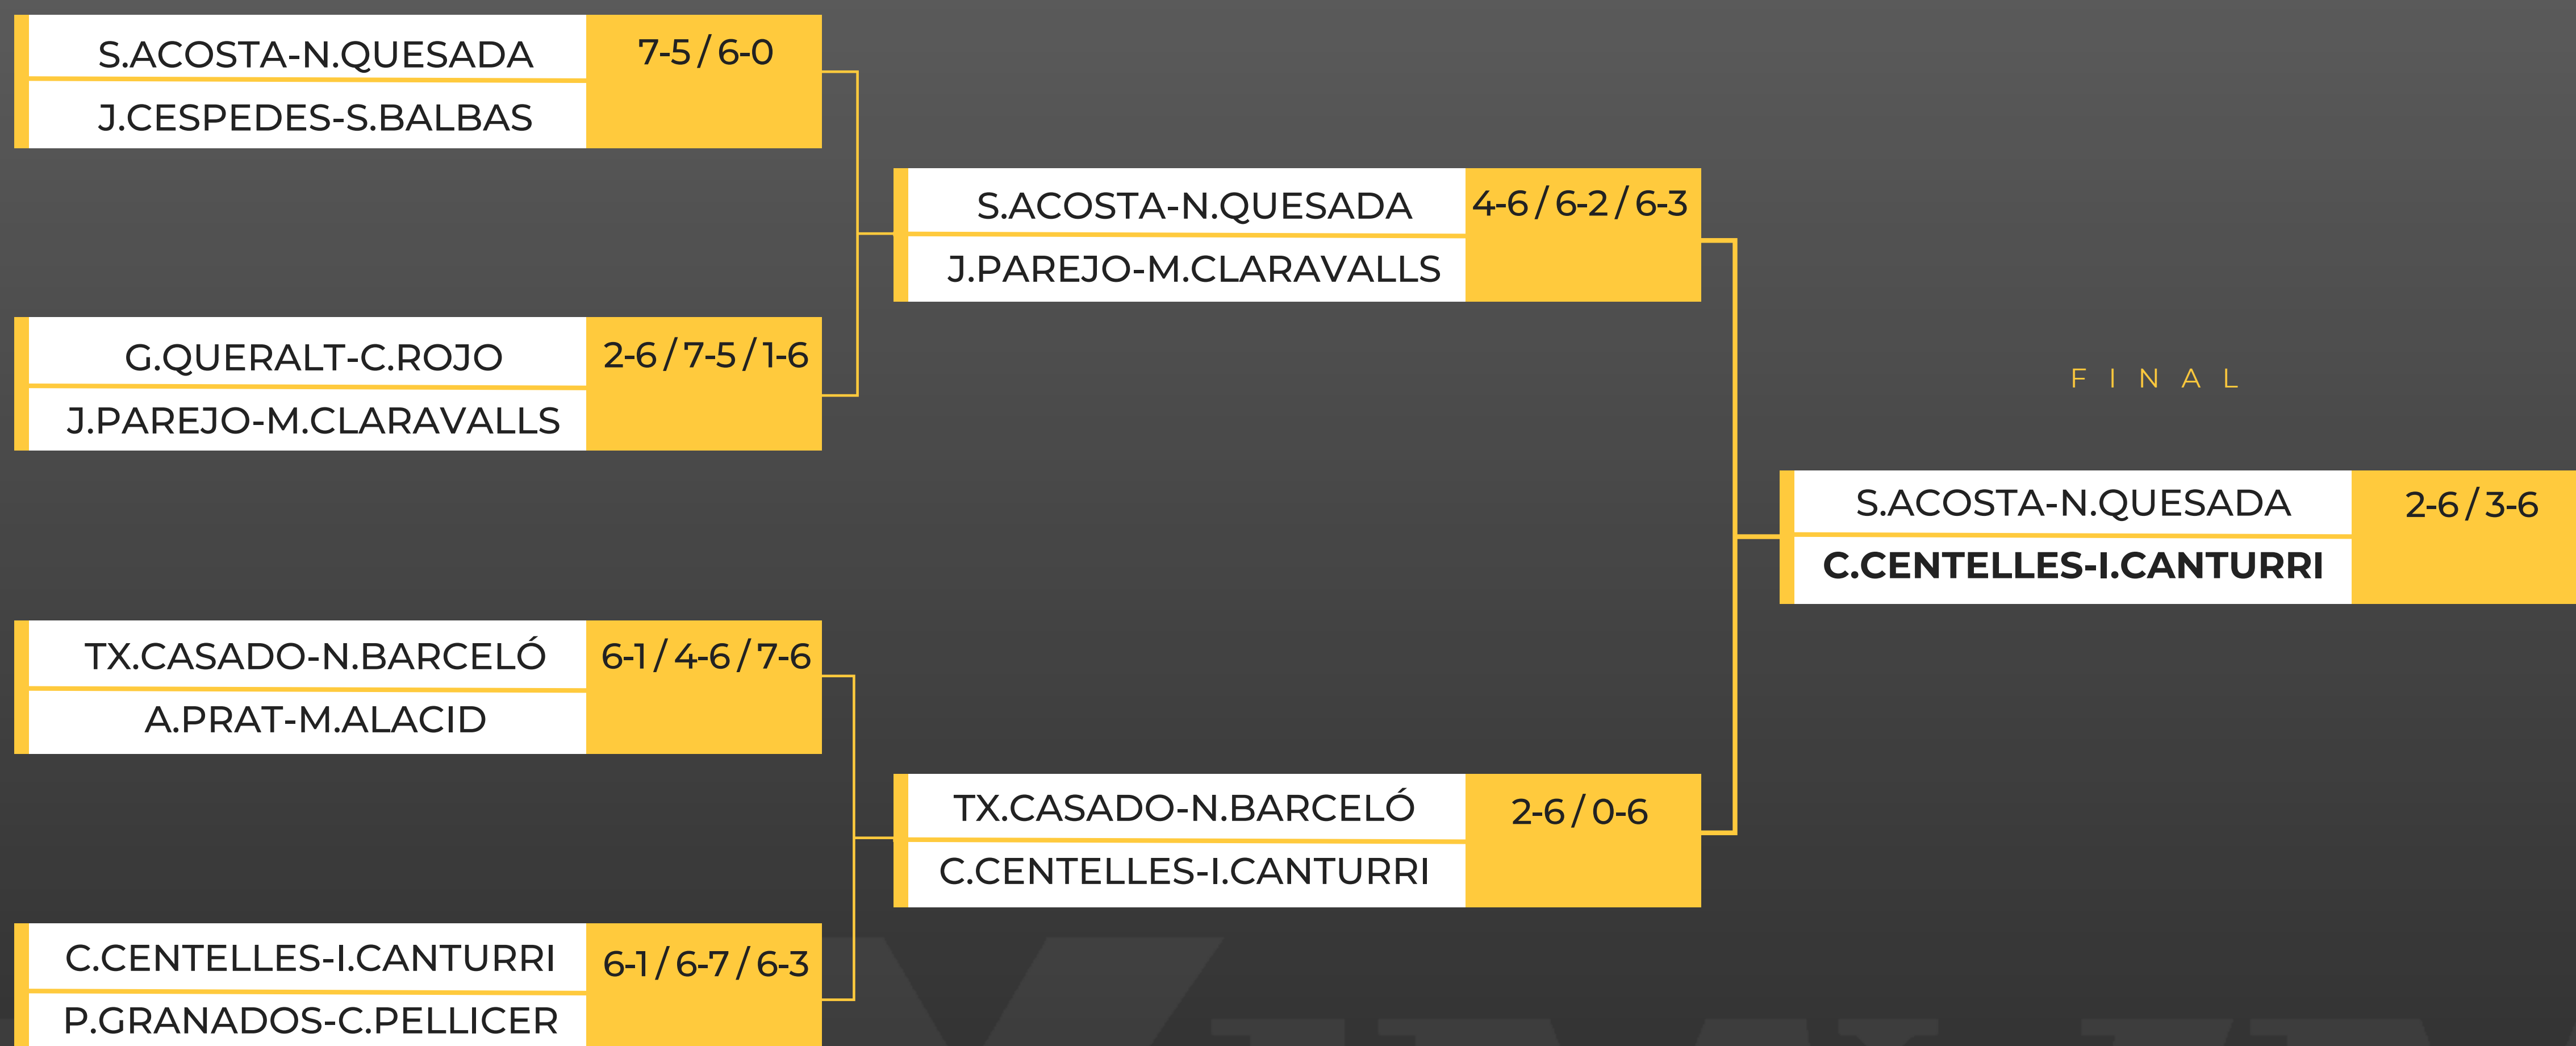 S.ACOSTA-N.QUESADA 7-5 / 6-0
J.CESPEDES-S.BALBAS
G.QUERALT-C.ROJO 2-6 / 7-5 / 1-6
J.PAREJO-M.CLARAVALLS
TX.CASADO-N.BARCELÓ 6-1 / 4-6 / 7-6
A.PRAT-M.ALACID
C.CENTELLES-I.CANTURRI 6-1 / 6-7 / 6-3
P.GRANADOS-C.PELLICER
S.ACOSTA-N.QUESADA 4-6 / 6-2 / 6-3
J.PAREJO-M.CLARAVALLS
TX.CASADO-N.BARCELÓ 2-6 / 0-6
C.CENTELLES-I.CANTURRI
FINAL
S.ACOSTA-N.QUESADA 2-6 / 3-6
C.CENTELLES-I.CANTURRI